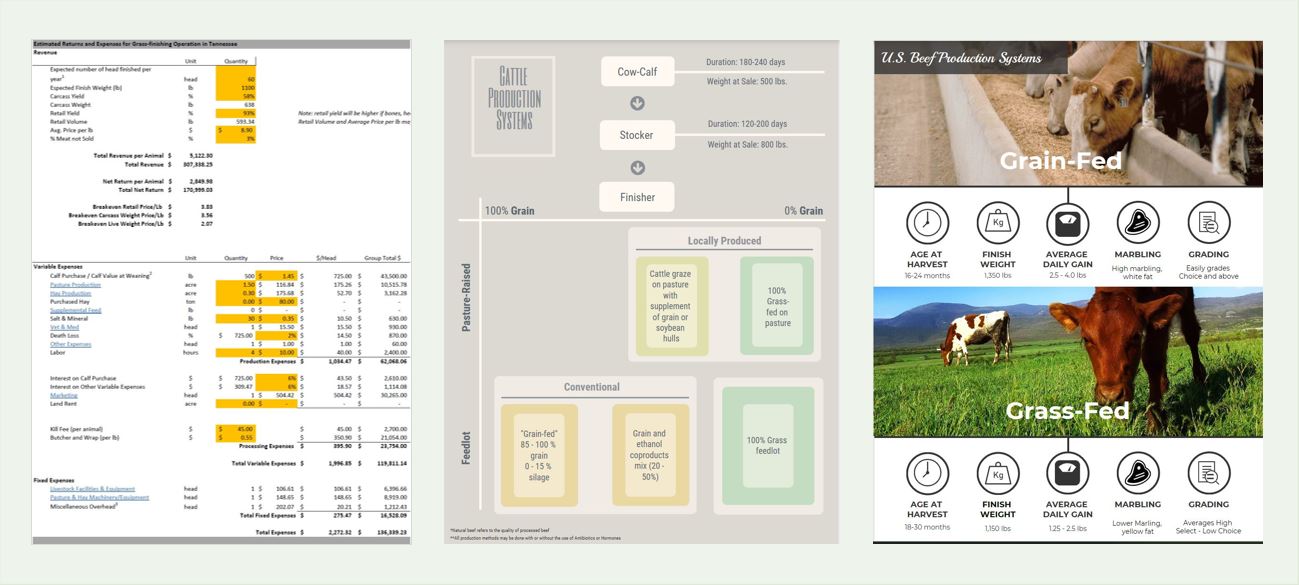 Estimated Returns and Expenses for Grass-finishing Operation in Tennessee
Revenue
Unit Quantity
Expected number of head finished per
year¹ head 60
Expected Finish Weight (lb) lb 1100
Carcass Yield % 58%
Carcass Weight lb 638
Retail Yield % 93% Note: retail yield will be higher if bones,
Retail Volume lb 593.34 Retail Volume and Average Price per lb
Avg. Price per lb $ $ 8.90
% Meat not Sold % 3%
Total Revenue per Animal $ 5,122.30
Total Revenue $ 307,338.25
Net Return per Animal $ 2,849.98
Total Net Return $ 170,999.03
Breakeven Retail Price/Lb $ 3.83
Breakeven Carcass Weight Price/Lb $ 3.56
Breakeven Live Weight Price/Lb $ 2.07
Unit Quantity Price $/Head Group Total $
Variable Expenses
Calf Purchase / Calf Value at Weaning² lb 500 $ 1.45 $ 725.00 $ 43,500.00
Pasture Production acre 1.50 $ 116.84 $ 175.26 $ 10,515.78
Hay Production acre 0.30 $ 175.68 $ 52.70 $ 3,162.28
Purchased Hay ton 0.00 $ 80.00 $ - $ -
Supplemental Feed lb 0 $ - $ - $ -
Salt & Mineral lb 30 $ 0.35 $ 10.50 $ 630.00
Vet & Med head 1 $ 15.50 $ 15.50 $ 930.00
Death Loss % $ 725.00 2% $ 14.50 $ 870.00
Other Expenses head 1 $ 1.00 $ 1.00 $ 60.00
Labor hours 4 $ 10.00 $ 40.00 $ 2,400.00
Production Expenses $ 1,034.47 $ 62,068.06
Interest on Calf Purchase $ $ 725.00 6% $ 43.50 $ 2,610.00
Interest on Other Variable Expenses $ $ 309.47 6% $ 18.57 $ 1,114.08
Marketing head 1 $ 504.42 $ 504.42 $ 30,265.00
Land Rent acre 0.00 $ - $ - $ -
Kill Fee (per animal) $ $ 45.00 $ 45.00 $ 2,700.00
Butcher and Wrap (per lb) $ $ 0.55 $ 350.90 $ 21,054.00
Processing Expenses $ 395.90 $ 23,754.00
Total Variable Expenses $ 1,996.85 $ 119,811.14
Fixed Expenses
Livestock Facilities & Equipment head 1 $ 106.61 $ 106.61 $ 6,396.66
Pasture & Hay Machinery/Equipment head 1 $ 148.65 $ 148.65 $ 8,919.00
Miscellaneous Overhead head 1 $ 202.07 $ 20.21 $ 1,212.43
Total Fixed Expenses $ 275.47 $ 16,528.09
Total Expenses $ 2,272.32 $ 136,339.23
CATTLE
PRODUCTION
SYSTEMS
Cow-Calf
Duration: 180-240 days
Weight at Sale: 500 lbs.
Stocker
Duration: 120-200 days
Weight at Sale: 800 lbs.
Finisher
100% Grain
0% Grain
Pasture-Raised
Locally Produced
Cattle graze
on pasture
with
supplement
of grain or
soybean
hulls
100%
Grass-
fed on
pasture
Feedlot
Conventional
"Grain-fed"
85 - 100 %
grain
0 - 15 %
silage
Grain and
ethanol
coproducts
mix (20 -
50%)
100% Grass
feedlot
*Natural beef refers to the quality of processed beef
**All production methods may be done with or without the use of Antibiotics or Hormones
U.S. Beef Production Systems
Grain-Fed
Kg
AGE AT
HARVEST
16-24 months
FINISH
WEIGHT
1,350 lbs
AVERAGE
DAILY GAIN
2.5 - 4.0 lbs
MARBLING
High marbling,
white fat
GRADING
Easily grades
Choice and above
Grass-Fed
Kg
AGE AT
HARVEST
18-30 months
FINISH
WEIGHT
1,150 lbs
AVERAGE
DAILY GAIN
1.25 - 2.5 lbs
MARBLING
Lower Marling,
yellow fat
GRADING
Averages High
Select - Low Choice